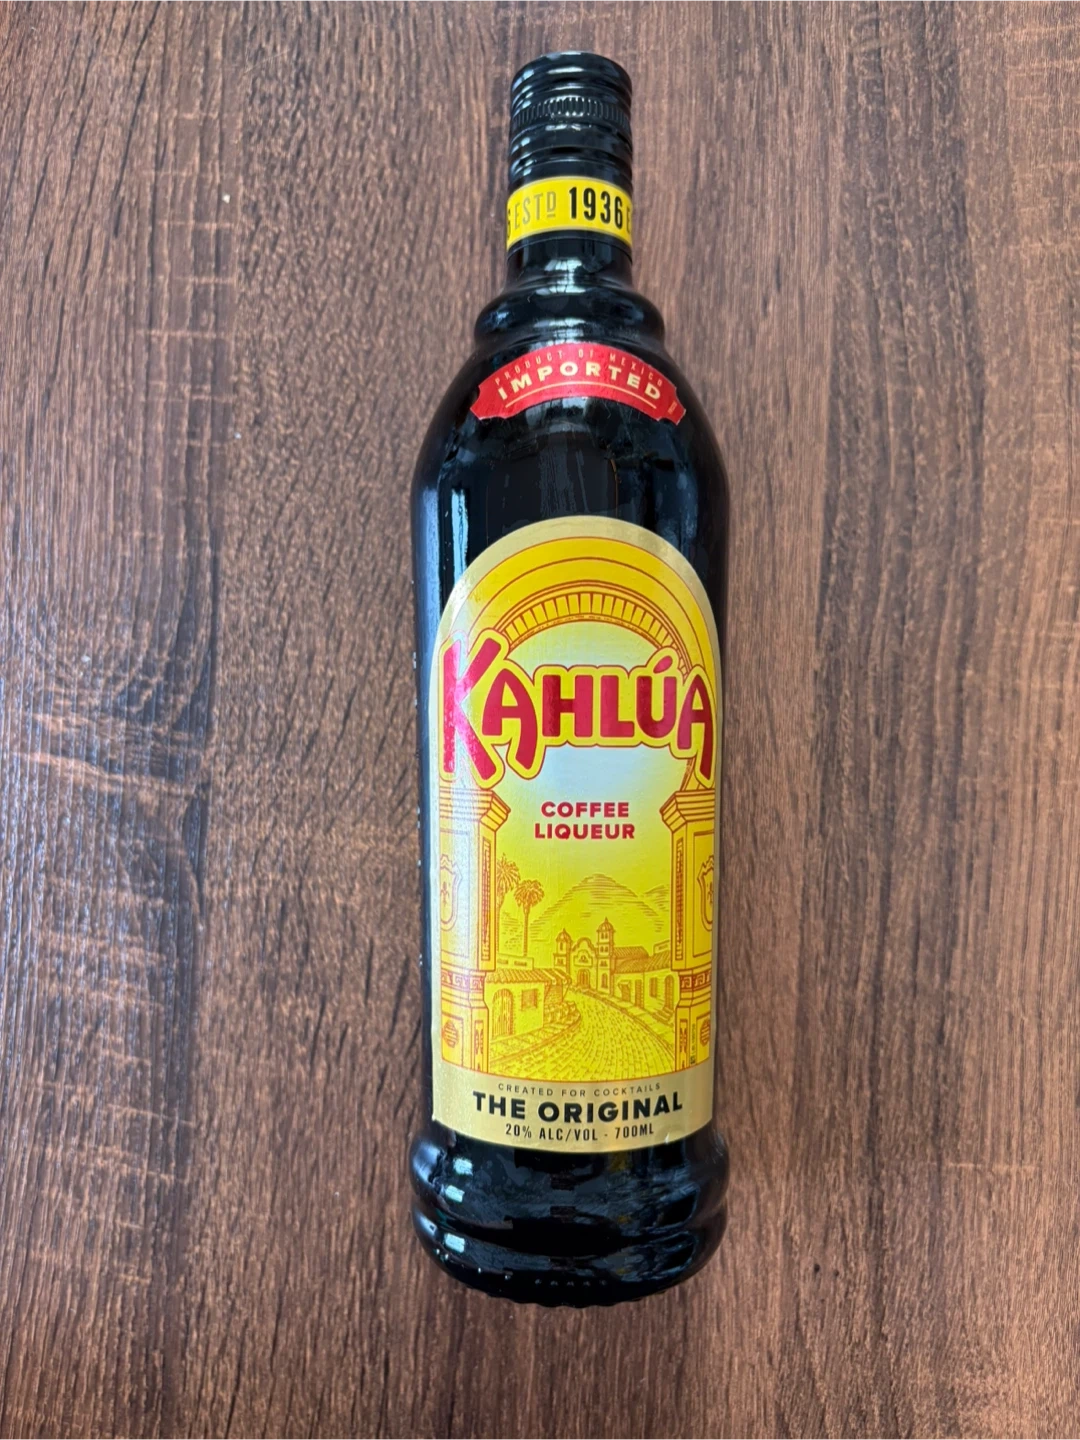 ESTD 1936
PRODUCT OF MEXICO
IMPORTED
KAHLÚA
COFFEE
LIQUEUR
CREATED FOR COCKTAILS
THE ORIGINAL
20% ALC/VOL - 700ML